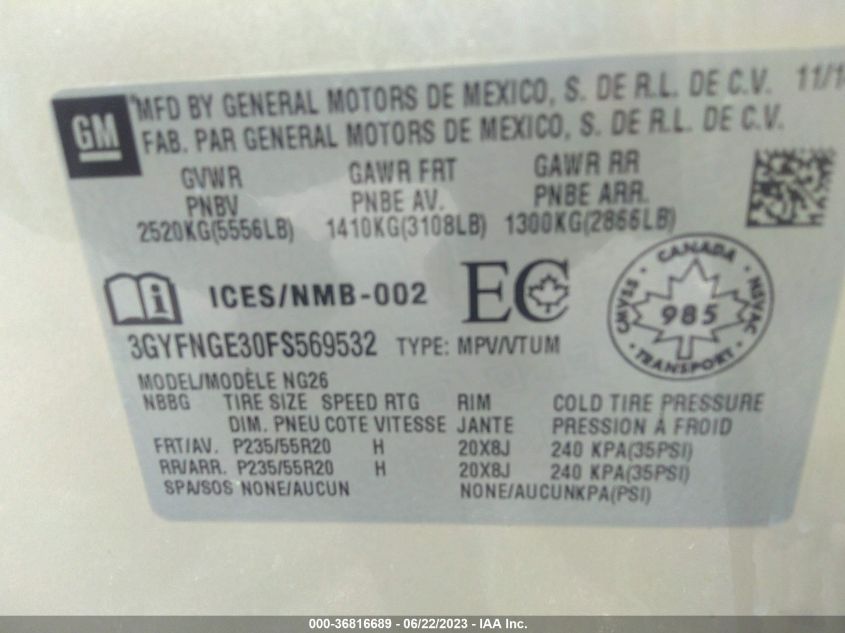 GM
MFD BY GENERAL MOTORS DE MEXICO, S. DE R.L. DE C.V. 11/1
FAB. PAR GENERAL MOTORS DE MEXICO, S. DE R.L. DE C.V.
GVWR GAWR FRT GAWR RR
PNBV PNBE AV. PNBE ARR.
2520KG(5556LB) 1410KG(3108LB) 1300KG(2866LB)
i ICES/NMB-002 EC
CANADA
CMVSS 985 NSVAC
TRANSPORT
3GYFNGE30FS569532 TYPE: MPV/VTUM
MODEL/MODÈLE NG26
NBBG TIRE SIZE SPEED RTG RIM COLD TIRE PRESSURE
DIM. PNEU COTE VITESSE JANTE PRESSION À FROID
FRT/AV. P235/55R20 H 20X8J 240 KPA(35PSI)
RR/ARR. P235/55R20 H 20X8J 240 KPA(35PSI)
SPA/SOS NONE/AUCUN NONE/AUCUNKPA(PSI)
000-36816689 - 06/22/2023 - IAA Inc.